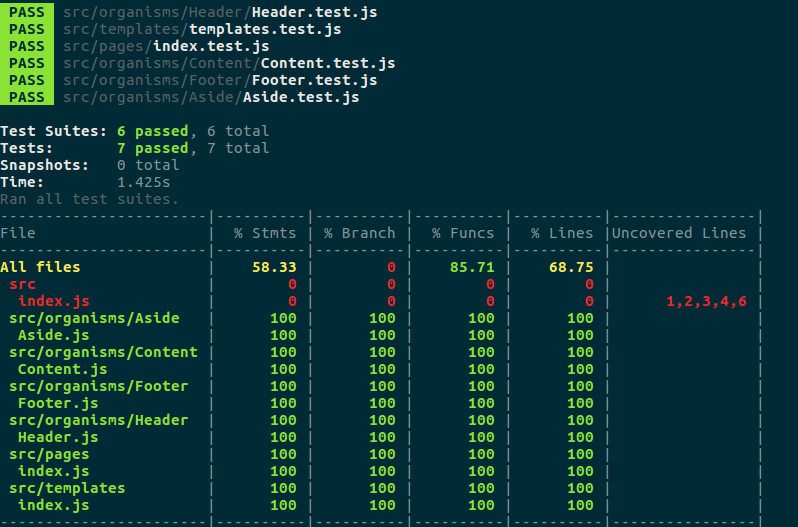 PASS src/organisms/Header/Header.test.js
PASS src/templates/templates.test.js
PASS src/pages/index.test.js
PASS src/organisms/Content/Content.test.js
PASS src/organisms/Footer/Footer.test.js
PASS src/organisms/Aside/Aside.test.js
Test Suites: 6 passed, 6 total
Tests:       7 passed, 7 total
Snapshots:   0 total
Time:        1.425s
Ran all test suites.
-----------------------|----------|----------|----------|----------|----------------|
File                   |  % Stmts | % Branch |  % Funcs |  % Lines |Uncovered Lines |
-----------------------|----------|----------|----------|----------|----------------|
All files              |    58.33 |        0 |    85.71 |    68.75 |                |
 src                   |        0 |        0 |        0 |        0 |                |
  index.js             |        0 |        0 |        0 |        0 |      1,2,3,4,6 |
 src/organisms/Aside   |      100 |      100 |      100 |      100 |                |
  Aside.js             |      100 |      100 |      100 |      100 |                |
 src/organisms/Content |      100 |      100 |      100 |      100 |                |
  Content.js           |      100 |      100 |      100 |      100 |                |
 src/organisms/Footer  |      100 |      100 |      100 |      100 |                |
  Footer.js            |      100 |      100 |      100 |      100 |                |
 src/organisms/Header  |      100 |      100 |      100 |      100 |                |
  Header.js            |      100 |      100 |      100 |      100 |                |
 src/pages             |      100 |      100 |      100 |      100 |                |
  index.js             |      100 |      100 |      100 |      100 |                |
 src/templates         |      100 |      100 |      100 |      100 |                |
  index.js             |      100 |      100 |      100 |      100 |                |
-----------------------|----------|----------|----------|----------|----------------|